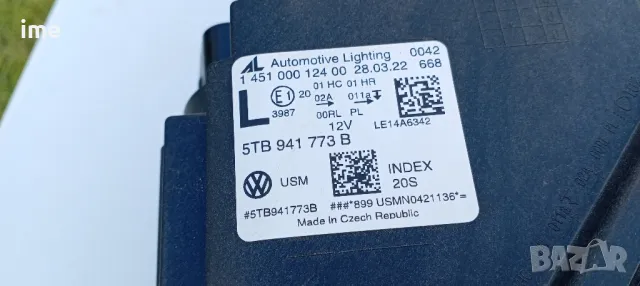 ime
AL Automotive Lighting 0042
1 451 000 124 00 28.03.22 668
L E1 20 01 HC 01 HR
02A 011a
3987 00RL PL
12V LE14A6342
5TB 941 773 B
USM INDEX
20S
#5TB941773B ###*899 USMN0421136*=
Made in Czech Republic
BAZAR.BG